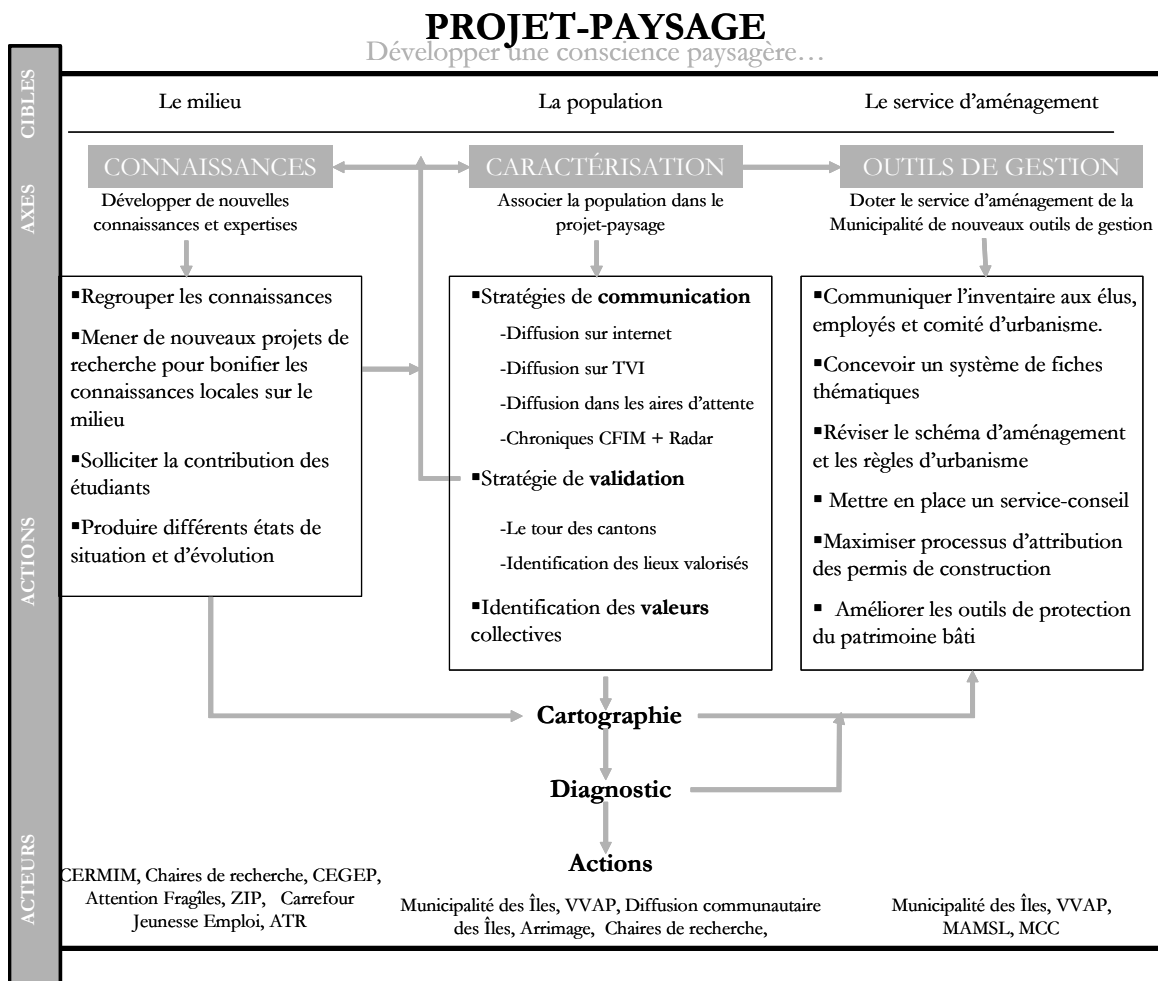 PROJET-PAYSAGE
Développer une conscience paysagère…
CIBLES
Le milieu
La population
Le service d'aménagement
AXES
CONNAISSANCES
Développer de nouvelles
connaissances et expertises
CARACTÉRISATION
Associer la population dans le
projet-paysage
OUTILS DE GESTION
Doter le service d'aménagement de la
Municipalité de nouveaux outils de gestion
ACTIONS
▪Regrouper les connaissances
▪Mener de nouveaux projets de
recherche pour bonifier les
connaissances locales sur le
milieu
▪Solliciter la contribution des
étudiants
▪Produire différents états de
situation et d'évolution
▪Stratégies de communication
-Diffusion sur internet
-Diffusion sur TVI
-Diffusion dans les aires d'attente
-Chroniques CFIM + Radar
▪Stratégie de validation
-Le tour des cantons
-Identification des lieux valorisés
▪Identification des valeurs
collectives
▪Communiquer l'inventaire aux élus,
employés et comité d'urbanisme.
▪Concevoir un système de fiches
thématiques
▪Réviser le schéma d'aménagement
et les règles d'urbanisme
▪ Mettre en place un service-conseil
▪Maximiser processus d'attribution
des permis de construction
▪ Améliorer les outils de protection
du patrimoine bâti
Cartographie
Diagnostic
Actions
ACTEURS
CERMIM, Chaires de recherche, CEGEP,
Attention Fragîles, ZIP, Carrefour
Jeunesse Emploi, ATR
Municipalité des Îles, VVAP, Diffusion communautaire
des Îles, Arrimage, Chaires de recherche,
Municipalité des Îles, VVAP,
MAMSL, MCC